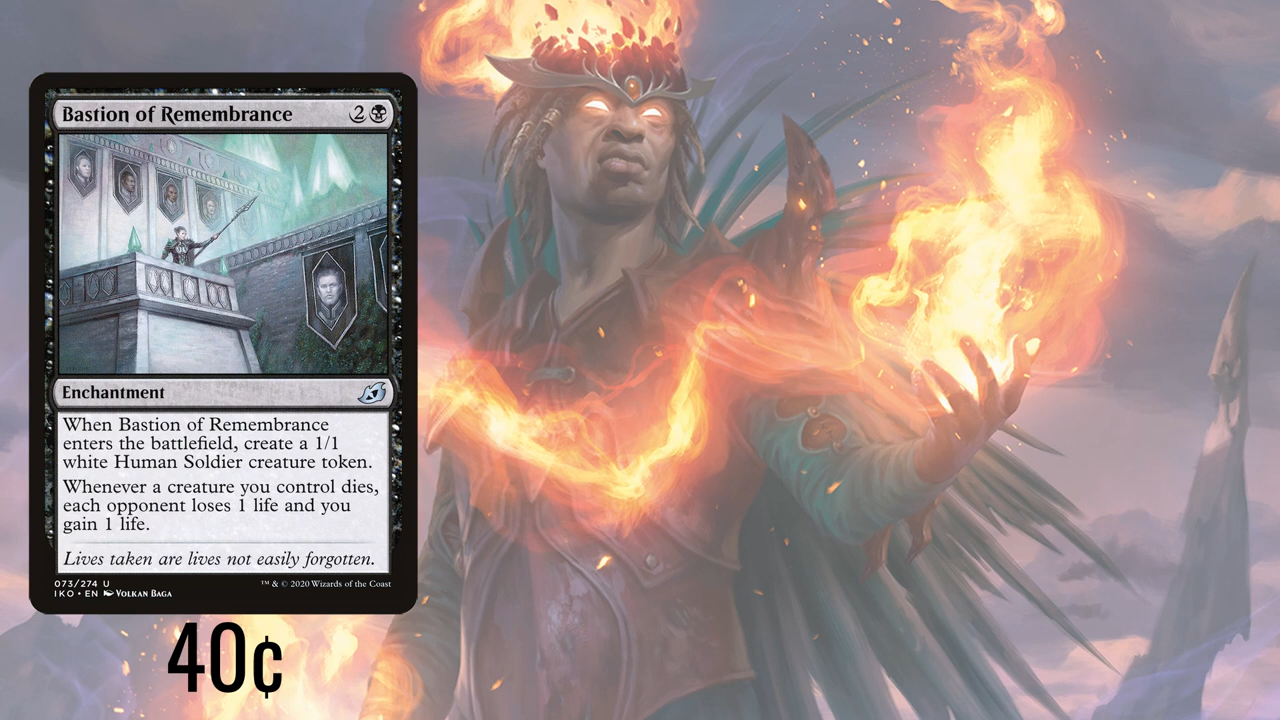 Bastion of Remembrance 2
Enchantment
When Bastion of Remembrance
enters the battlefield, create a 1/1
white Human Soldier creature token.
Whenever a creature you control dies,
each opponent loses 1 life and you
gain 1 life.
Lives taken are lives not easily forgotten.
073/274 U
™ & © 2020 Wizards of the Coast
IKO • EN Volkan Baga
40¢